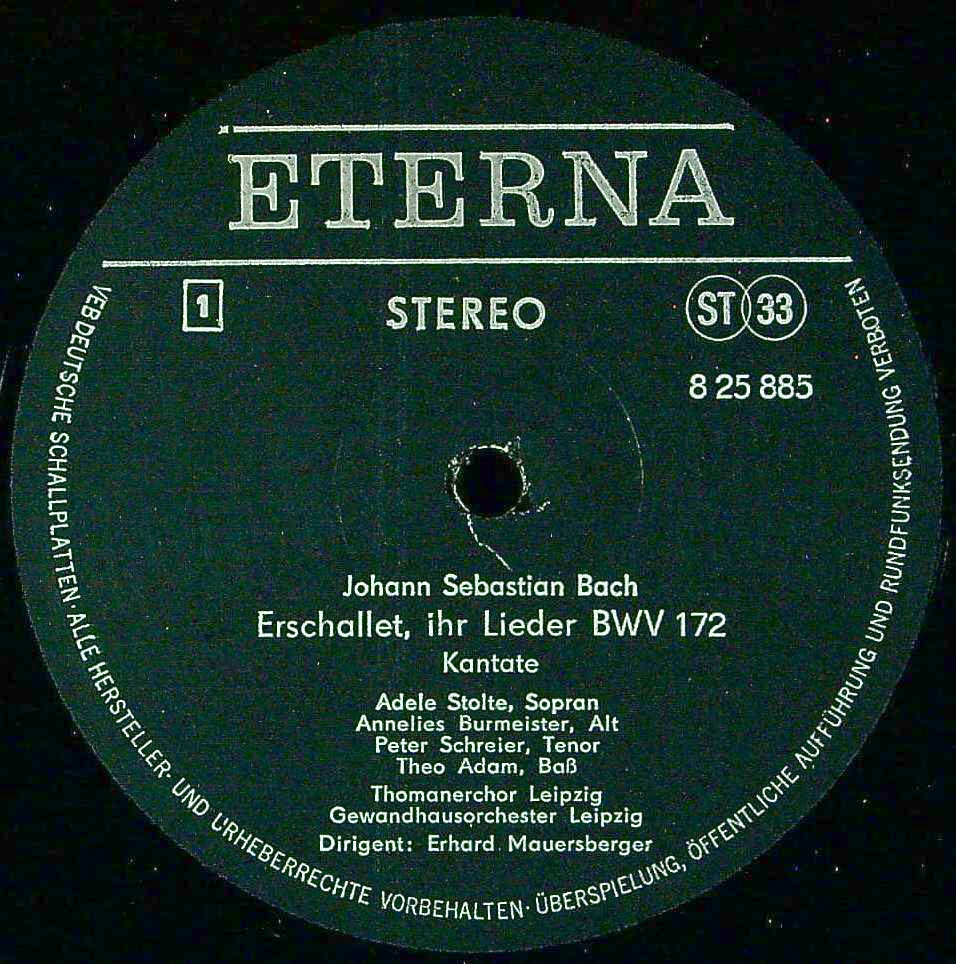 ETERNA
1
STEREO
ST 33
8 25 885
Johann Sebastian Bach
Erschallet, ihr Lieder BWV 172
Kantate
Adele Stolte, Sopran
Annelies Burmeister, Alt
Peter Schreier, Tenor
Theo Adam, Baß
Thomanerchor Leipzig
Gewandhausorchester Leipzig
Dirigent: Erhard Mauersberger
VEB DEUTSCHE SCHALLPLATTEN · ALLE HERSTELLER- UND URHEBERRECHTE VORBEHALTEN · ÜBERSPIELUNG, ÖFFENTLICHE AUFFÜHRUNG UND RUNDFUNKSENDUNG VERBOTEN